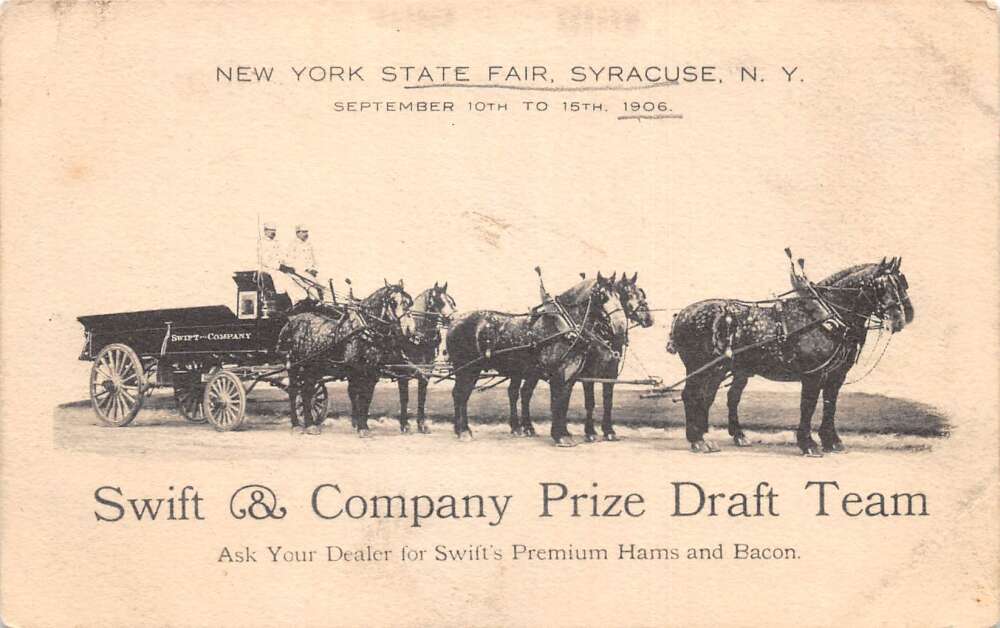 NEW YORK STATE FAIR, SYRACUSE, N. Y.
SEPTEMBER 10TH TO 15TH. 1906.
SWIFT AND COMPANY
Swift & Company Prize Draft Team
Ask Your Dealer for Swift's Premium Hams and Bacon.